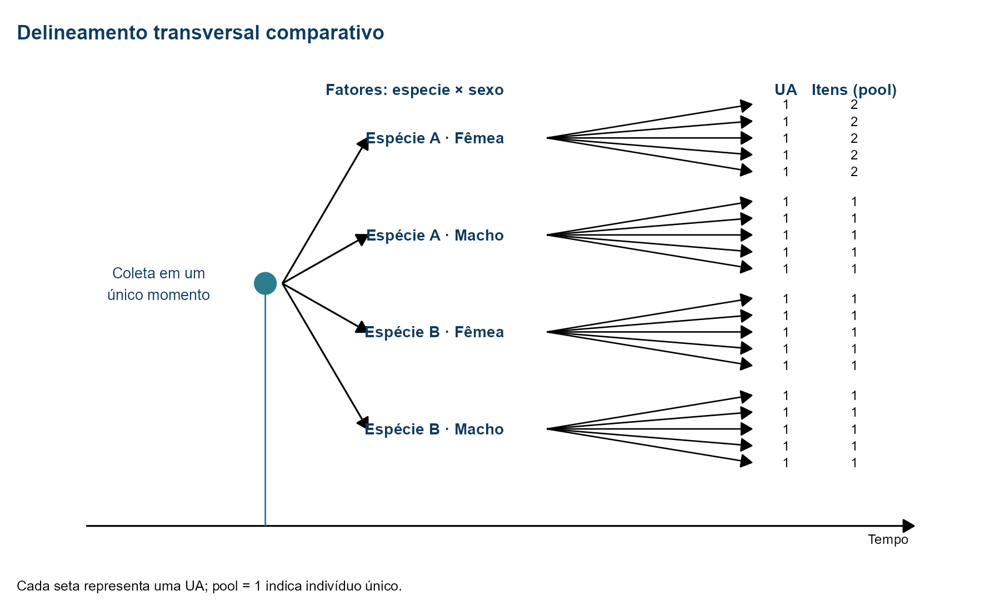 Delineamento transversal comparativo
Fatores: especie × sexo
UA Itens (pool)
1 2
1 2
Espécie A · Fêmea 1 2
1 2
1 2
1 1
1 1
Espécie A · Macho 1 1
1 1
1 1
Coleta em um
único momento
1 1
1 1
Espécie B · Fêmea 1 1
1 1
1 1
1 1
1 1
Espécie B · Macho 1 1
1 1
1 1
Tempo
Cada seta representa uma UA; pool = 1 indica indivíduo único.